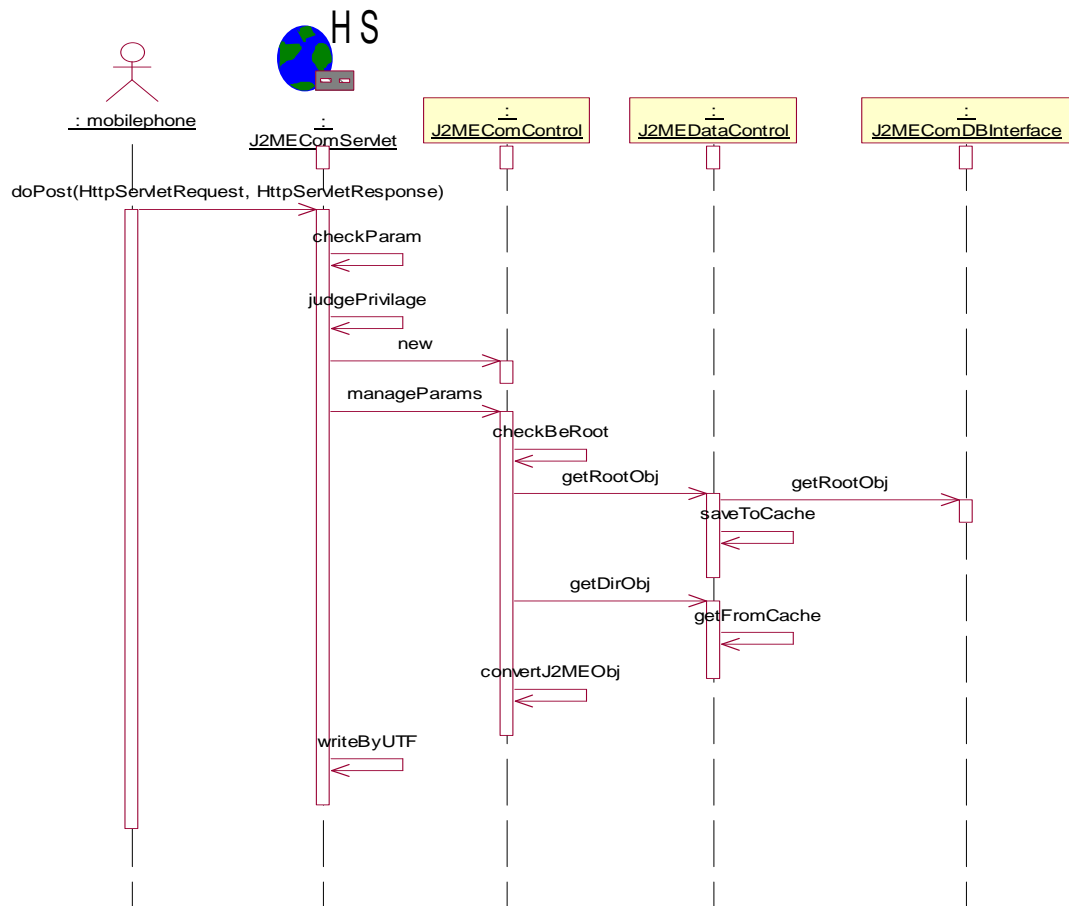 H S
: mobilephone
:
J2MEComServlet
:
J2MEComControl
:
J2MEDataControl
:
J2MEComDBInterface
doPost(HttpServletRequest, HttpServletResponse)
checkParam
judgePrivilage
new
manageParams
checkBeRoot
getRootObj
getRootObj
saveToCache
getDirObj
getFromCache
convertJ2MEObj
writeByUTF